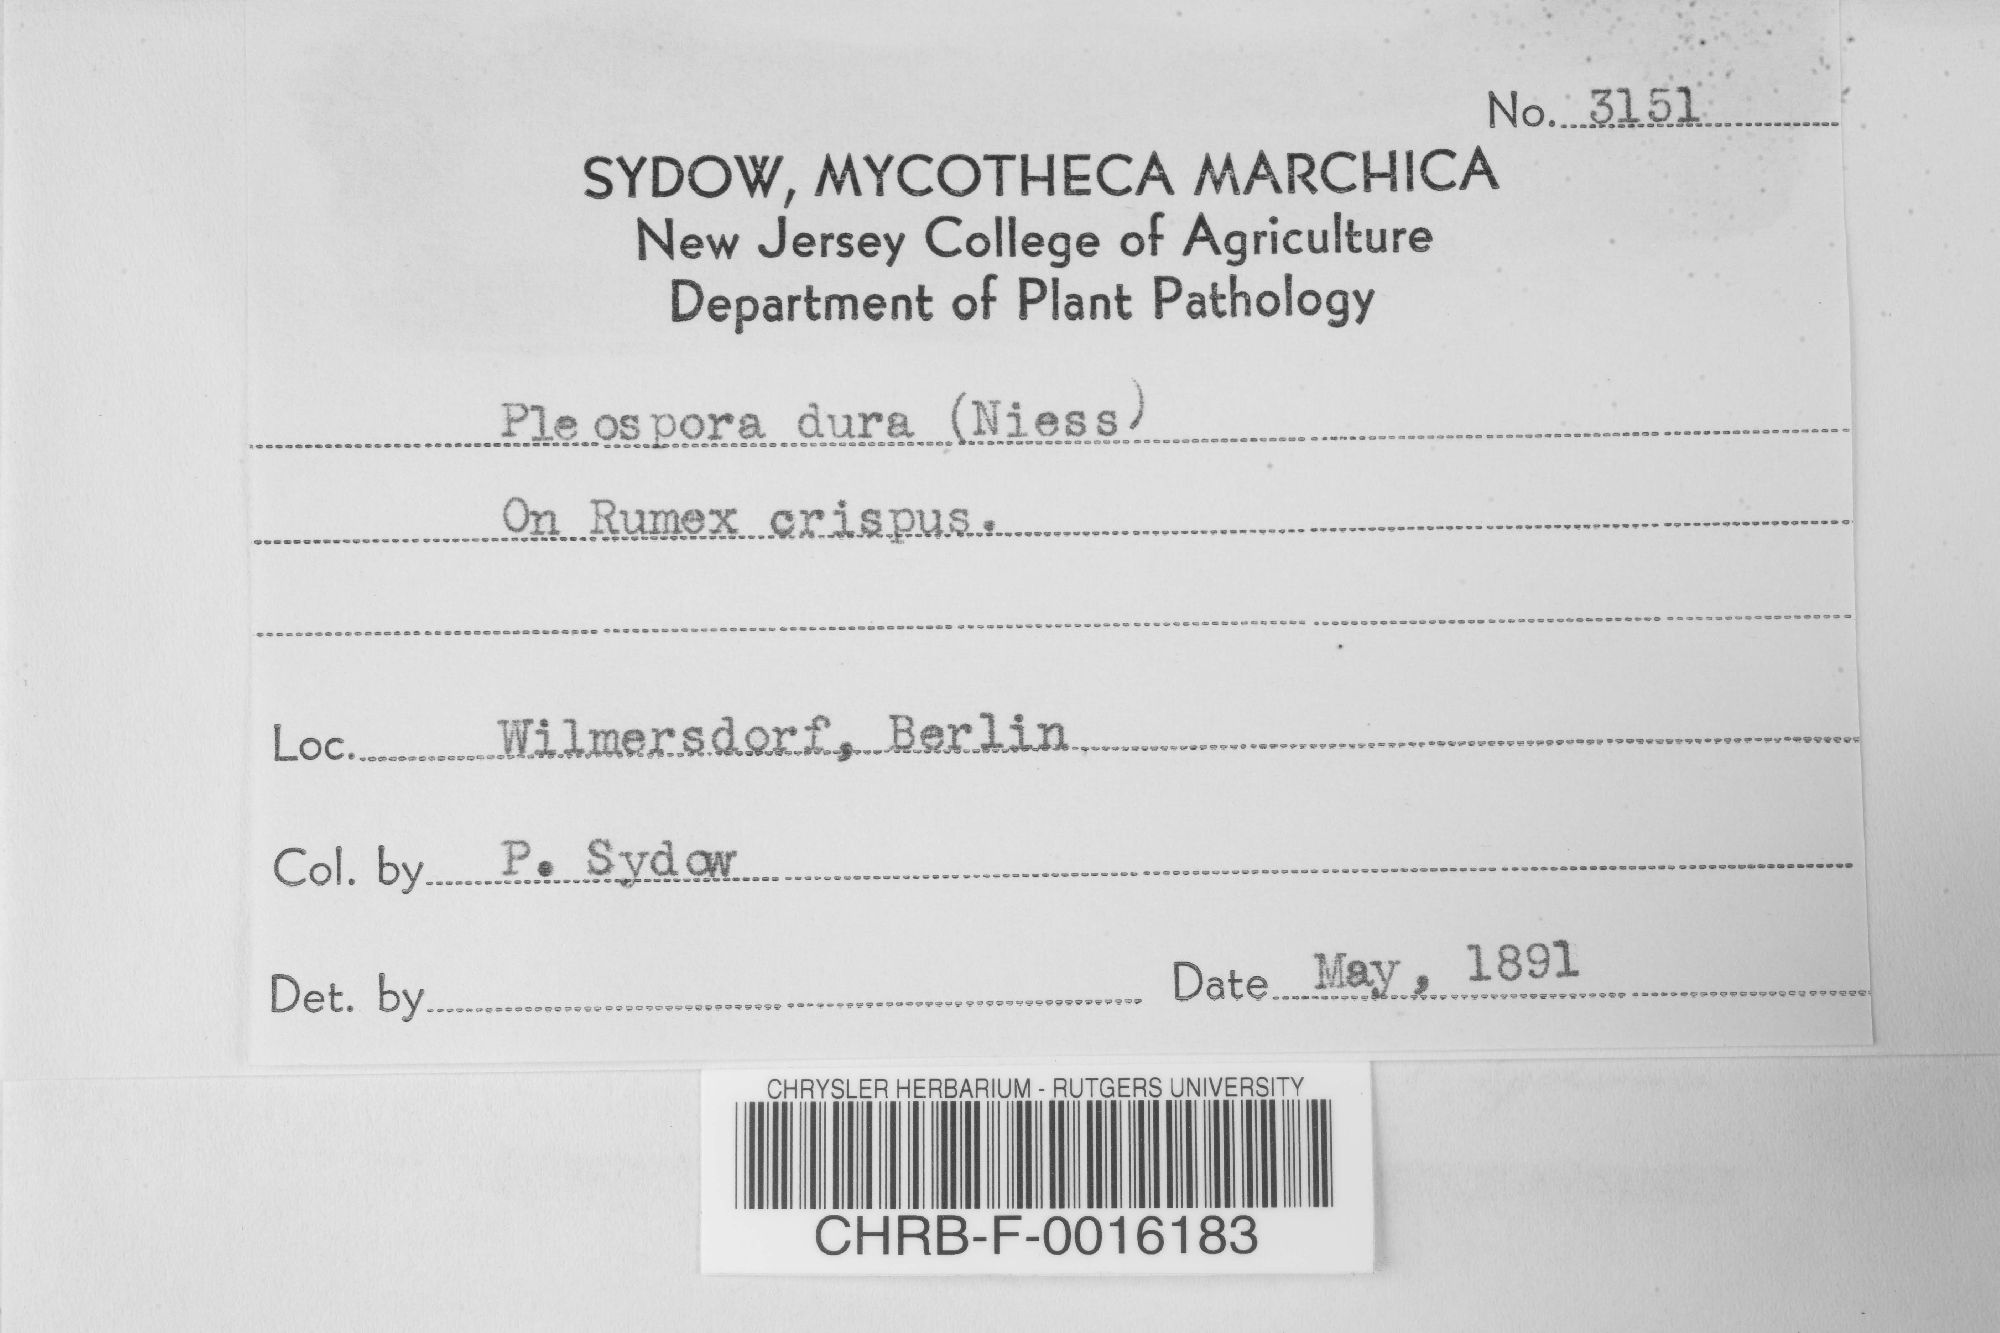 No. 3151
SYDOW, MYCOTHECA MARCHICA
New Jersey College of Agriculture
Department of Plant Pathology
Pleospora dura (Niess)
On Rumex crispus.
Loc. Wilmersdorf, Berlin
Col. by P. Sydow
Det. by Date May, 1891
CHRYSLER HERBARIUM - RUTGERS UNIVERSITY
CHRB-F-0016183